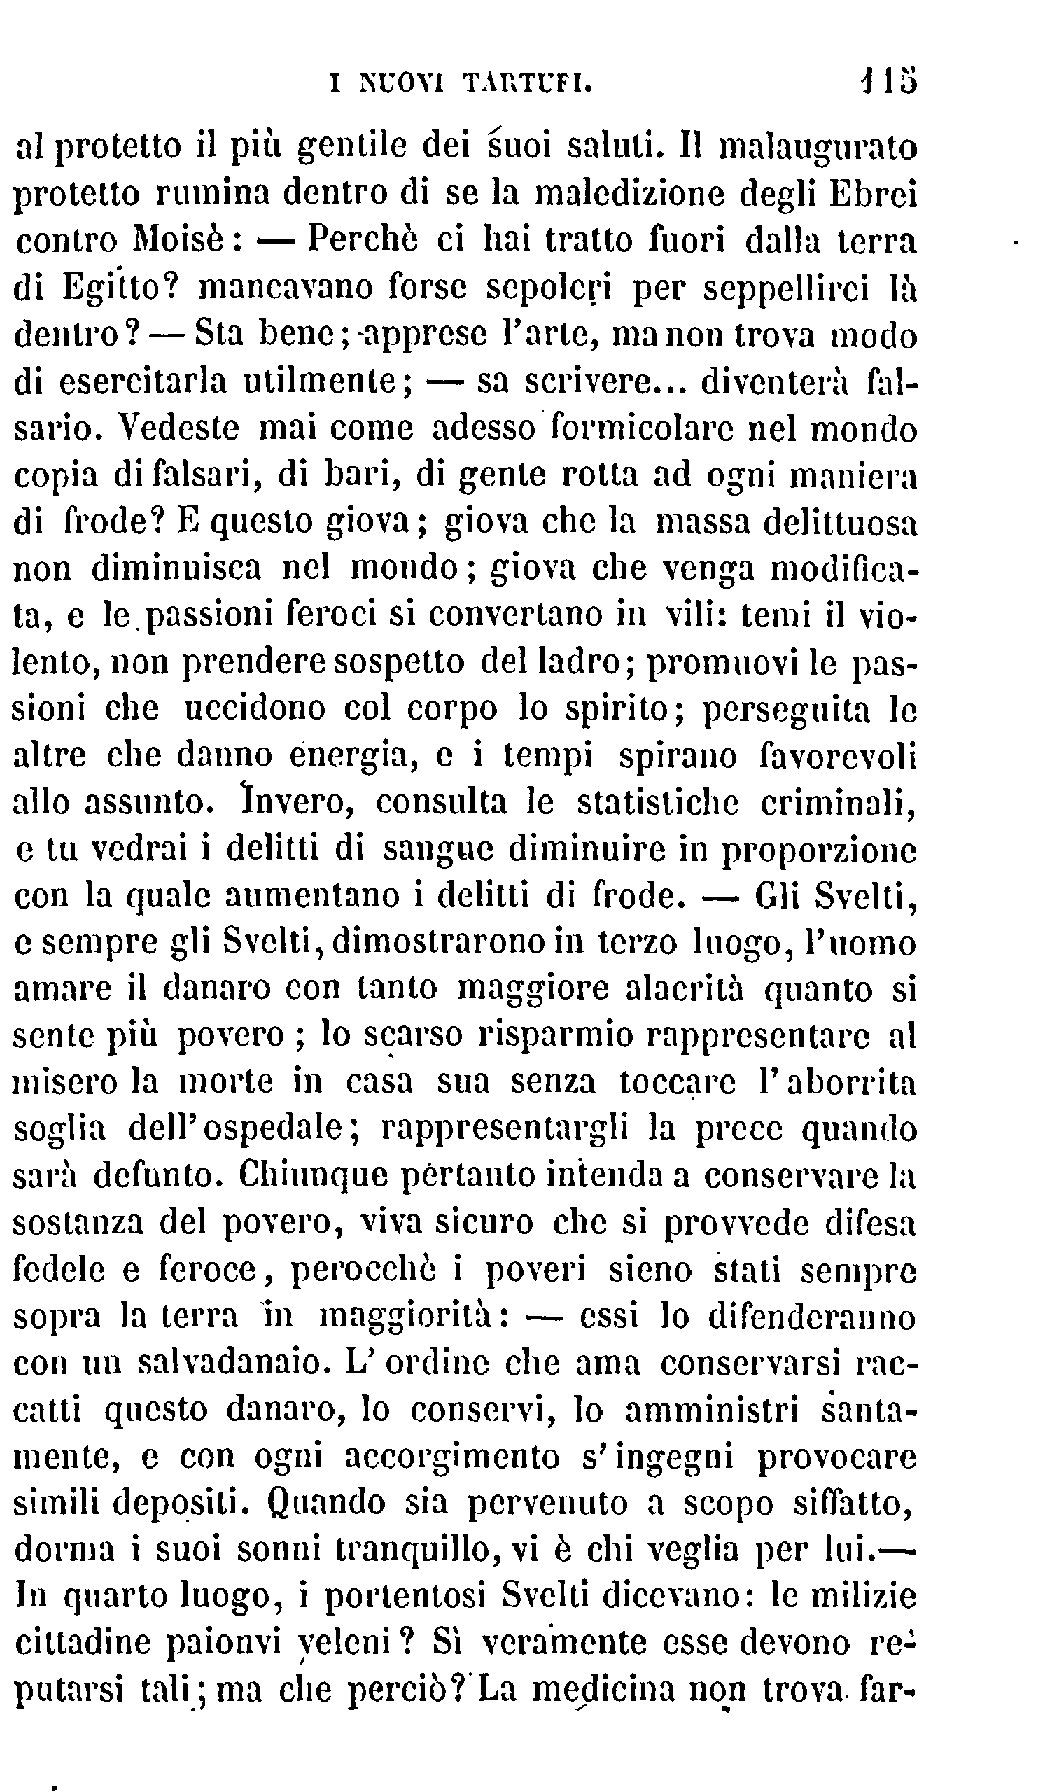 I NUOVI TARTUFI. 115
al protetto il più gentile dei suoi saluti. Il malaugurato
protetto rumina dentro di se la maledizione degli Ebrei
contro Moisè: — Perchè ci hai tratto fuori dalla terra
di Egitto? mancavano forse sepolcri per seppellirci là
dentro? — Sta bene; apprese l'arte, ma non trova modo
di esercitarla utilmente; — sa scrivere... diventerà fal-
sario. Vedeste mai come adesso formicolare nel mondo
copia di falsari, di bari, di gente rotta ad ogni maniera
di frode? E questo giova; giova che la massa delittuosa
non diminuisca nel mondo; giova che venga modifica-
ta, e le passioni feroci si convertano in vili: temi il vio-
lento, non prendere sospetto del ladro; promuovi le pas-
sioni che uccidono col corpo lo spirito; perseguita le
altre che danno energia, e i tempi spirano favorevoli
allo assunto. Invero, consulta le statistiche criminali,
e tu vedrai i delitti di sangue diminuire in proporzione
con la quale aumentano i delitti di frode. — Gli Svelti,
e sempre gli Svelti, dimostrarono in terzo luogo, l'uomo
amare il danaro con tanto maggiore alacrità quanto si
sente più povero; lo scarso risparmio rappresentare al
misero la morte in casa sua senza toccare l'aborrita
soglia dell'ospedale; rappresentargli la prece quando
sarà defunto. Chiunque pertanto intenda a conservare la
sostanza del povero, viva sicuro che si provvede difesa
fedele e feroce, perocchè i poveri sieno stati sempre
sopra la terra in maggiorità: — essi lo difenderanno
con un salvadanaio. L'ordine che ama conservarsi rac-
catti questo danaro, lo conservi, lo amministri santa-
mente, e con ogni accorgimento s'ingegni provocare
simili depositi. Quando sia pervenuto a scopo siffatto,
dorma i suoi sonni tranquillo, vi è chi veglia per lui.—
In quarto luogo, i portentosi Svelti dicevano: le milizie
cittadine paionvi veleni? Sì veramente esse devono re-
putarsi tali; ma che perciò? La medicina non trova far-